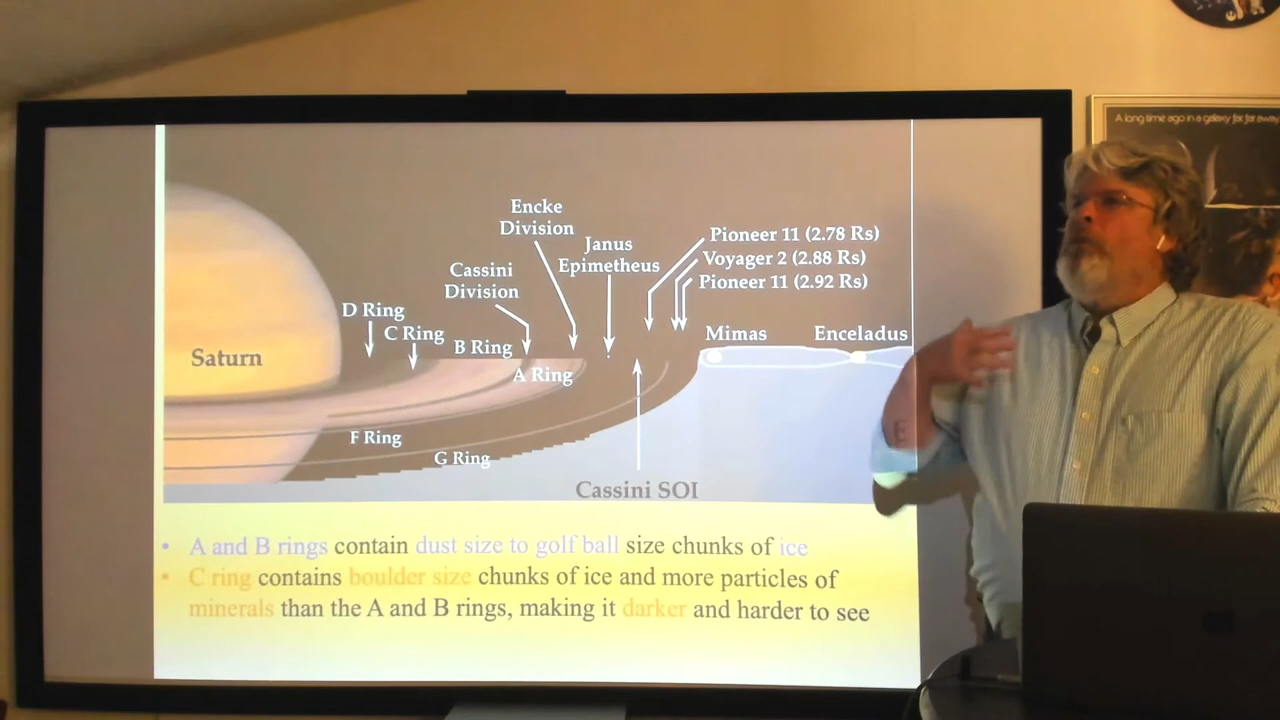 A long time ago in a galaxy far far away
Encke
Division
Janus
Epimetheus
Pioneer 11 (2.78 Rs)
Voyager 2 (2.88 Rs)
Pioneer 11 (2.92 Rs)
Cassini
Division
D Ring
C Ring
B Ring
Mimas
Enceladus
Saturn
A Ring
F Ring
G Ring
Cassini SOI
• A and B rings contain dust size to golf ball size chunks of ice
• C ring contains boulder size chunks of ice and more particles of
minerals than the A and B rings, making it darker and harder to see